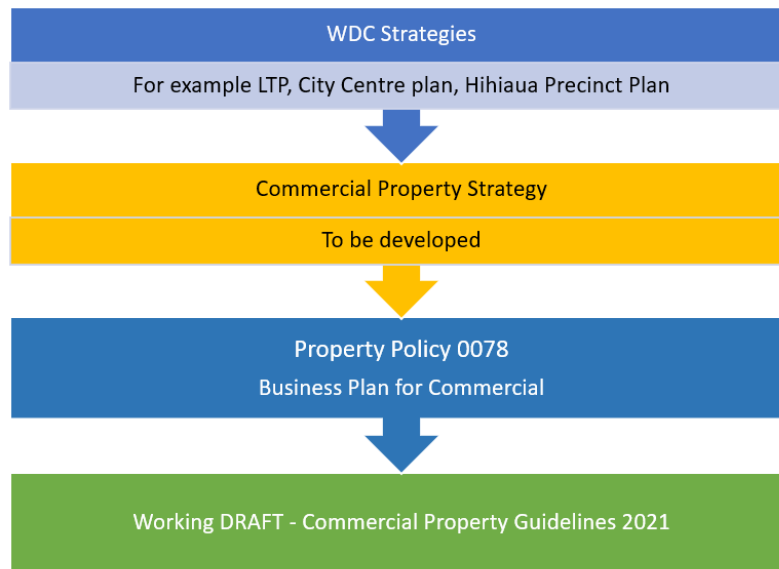 WDC Strategies
For example LTP, City Centre plan, Hihiaua Precinct Plan
Commercial Property Strategy
To be developed
Property Policy 0078
Business Plan for Commercial
Working DRAFT - Commercial Property Guidelines 2021